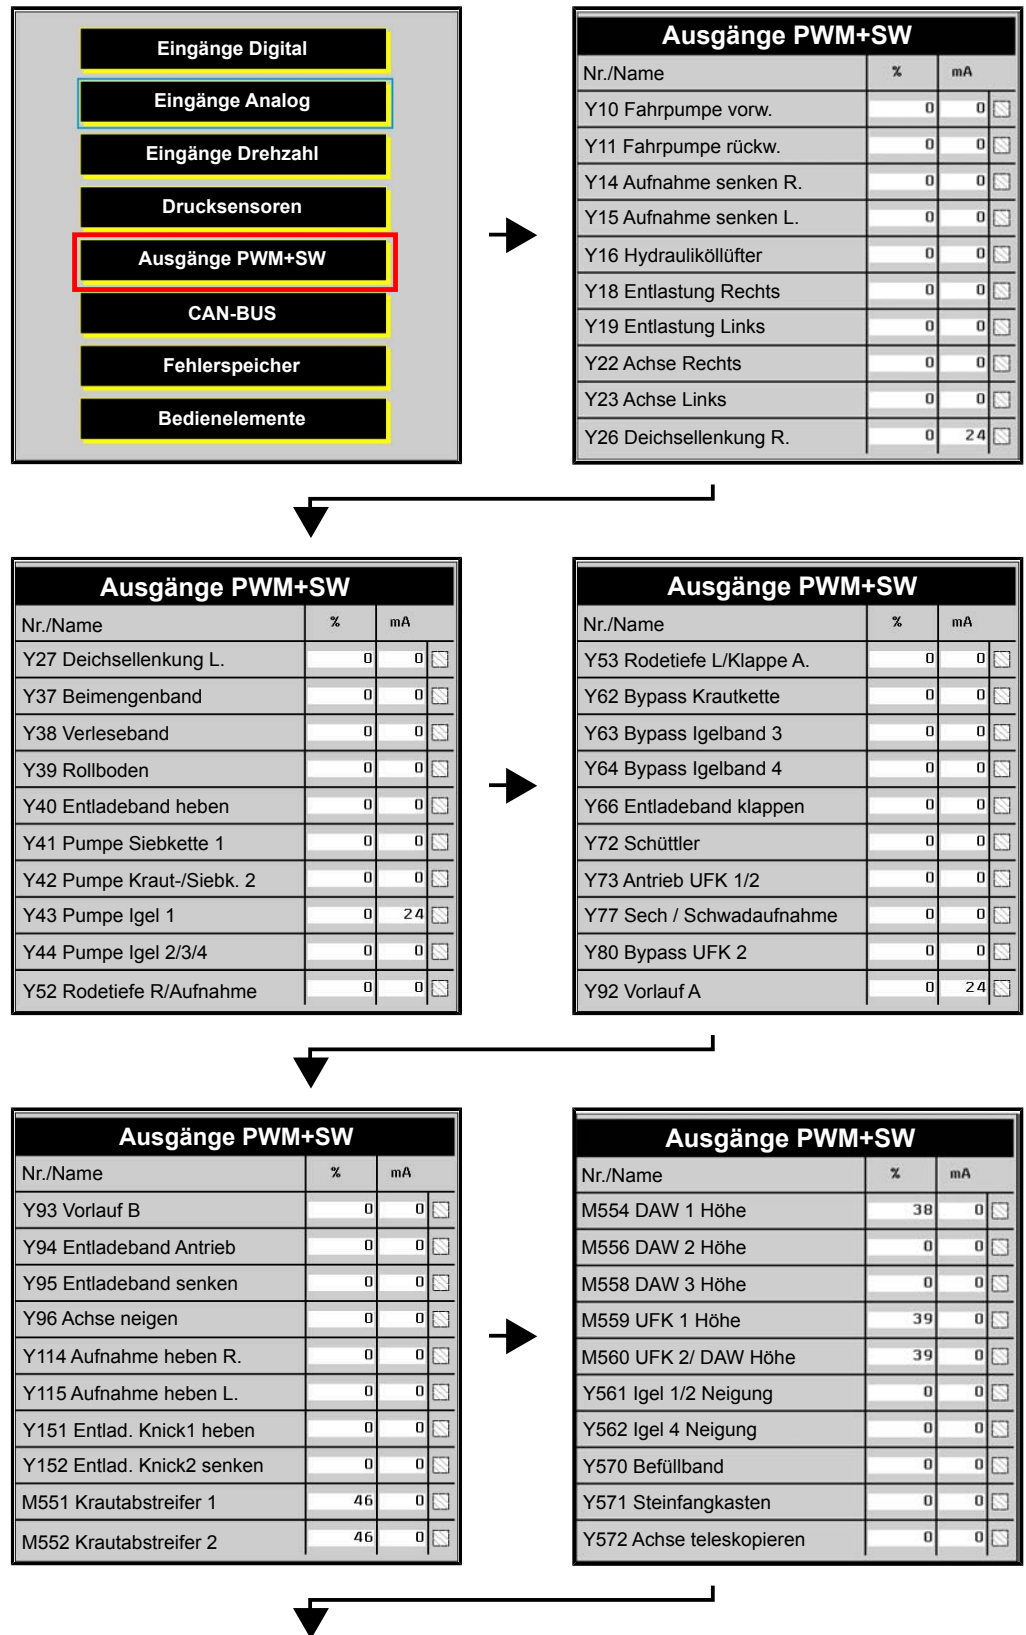 Eingänge Digital
Eingänge Analog
Eingänge Drehzahl
Drucksensoren
Ausgänge PWM+SW
CAN-BUS
Fehlerspeicher
Bedienelemente
Ausgänge PWM+SW
Nr./Name % mA
Y10 Fahrpumpe vorw. 0 0
Y11 Fahrpumpe rückw. 0 0
Y14 Aufnahme senken R. 0 0
Y15 Aufnahme senken L. 0 0
Y16 Hydrauliköllüfter 0 0
Y18 Entlastung Rechts 0 0
Y19 Entlastung Links 0 0
Y22 Achse Rechts 0 0
Y23 Achse Links 0 0
Y26 Deichsellenkung R. 0 24
Ausgänge PWM+SW
Nr./Name % mA
Y27 Deichsellenkung L. 0 0
Y37 Beimengenband 0 0
Y38 Verleseband 0 0
Y39 Rollboden 0 0
Y40 Entladeband heben 0 0
Y41 Pumpe Siebkette 1 0 0
Y42 Pumpe Kraut-/Siebk. 2 0 0
Y43 Pumpe Igel 1 0 24
Y44 Pumpe Igel 2/3/4 0 0
Y52 Rodetiefe R/Aufnahme 0 0
Ausgänge PWM+SW
Nr./Name % mA
Y53 Rodetiefe L/Klappe A. 0 0
Y62 Bypass Krautkette 0 0
Y63 Bypass Igelband 3 0 0
Y64 Bypass Igelband 4 0 0
Y66 Entladeband klappen 0 0
Y72 Schüttler 0 0
Y73 Antrieb UFK 1/2 0 0
Y77 Sech / Schwadaufnahme 0 0
Y80 Bypass UFK 2 0 0
Y92 Vorlauf A 0 24
Ausgänge PWM+SW
Nr./Name % mA
Y93 Vorlauf B 0 0
Y94 Entladeband Antrieb 0 0
Y95 Entladeband senken 0 0
Y96 Achse neigen 0 0
Y114 Aufnahme heben R. 0 0
Y115 Aufnahme heben L. 0 0
Y151 Entlad. Knick1 heben 0 0
Y152 Entlad. Knick2 senken 0 0
M551 Krautabstreifer 1 46 0
M552 Krautabstreifer 2 46 0
Ausgänge PWM+SW
Nr./Name % mA
M554 DAW 1 Höhe 38 0
M556 DAW 2 Höhe 0 0
M558 DAW 3 Höhe 0 0
M559 UFK 1 Höhe 39 0
M560 UFK 2/ DAW Höhe 39 0
Y561 Igel 1/2 Neigung 0 0
Y562 Igel 4 Neigung 0 0
Y570 Befüllband 0 0
Y571 Steinfangkasten 0 0
Y572 Achse teleskopieren 0 0